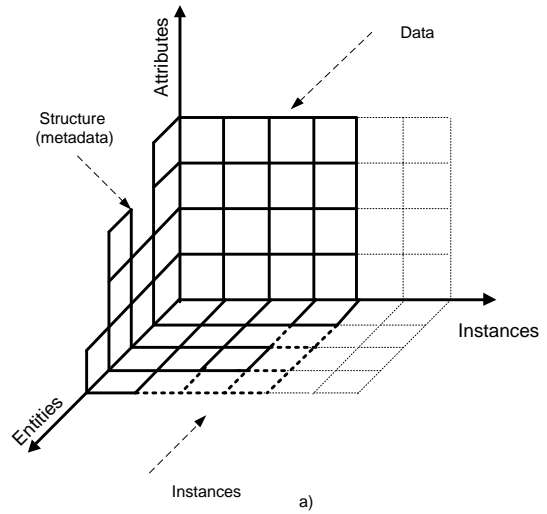 Attributes
Data
Structure
(metadata)
Instances
Entities
Instances
a)